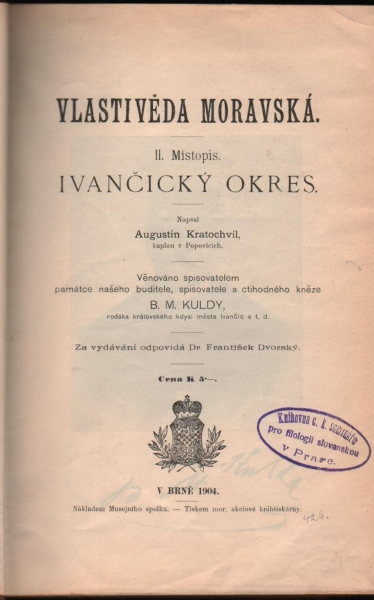 VLASTIVĚDA MORAVSKÁ.
II. Místopis.
IVANČICKÝ OKRES.
Napsal
Augustin Kratochvil,
kaplan v Popovicích.
Věnováno spisovatelem
památce našeho buditele, spisovatele a ctihodného kněze
B. M. KULDY,
rodáka královského kdysi města Ivančic a t. d.
Za vydávání odpovídá Dr. František Dvorský.
Cena K 5·—.
Knihovna c. k. semináře
pro filologii slovanskou
v Praze.
V BRNĚ 1904.
Nákladem Musejního spolku. — Tiskem mor. akciové knihtiskárny.